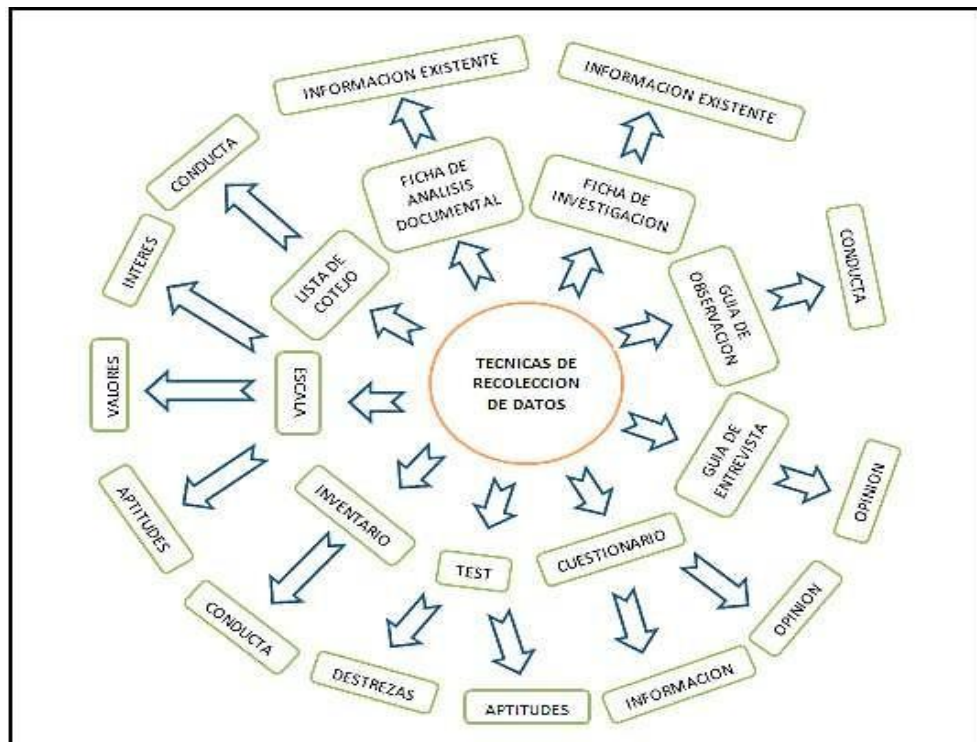 INFORMACION EXISTENTE
INFORMACION EXISTENTE
CONDUCTA
FICHA DE
ANALISIS
DOCUMENTAL
FICHA DE
INVESTIGACION
INTERES
LISTA DE
COTEJO
GUIA DE
OBSERVACION
CONDUCTA
VALORES
ESCALA
TECNICAS DE
RECOLECCION
DE DATOS
GUIA DE
ENTREVISTA
OPINION
APTITUDES
INVENTARIO
TEST
CUESTIONARIO
OPINION
CONDUCTA
DESTREZAS
APTITUDES
INFORMACION